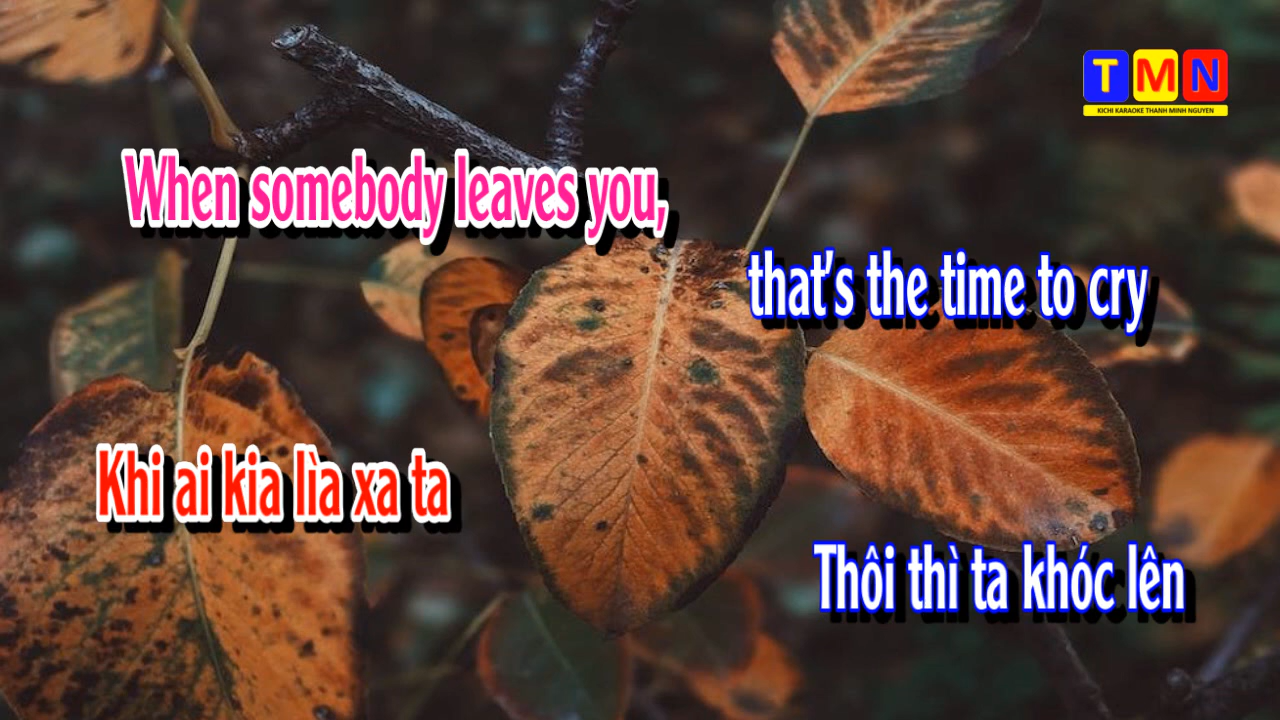 TMN
KICHI KARAOKE THANH MINH NGUYEN
When somebody leaves you,
that's the time to cry
Khi ai kia lìa xa ta
Thôi thì ta khóc lên